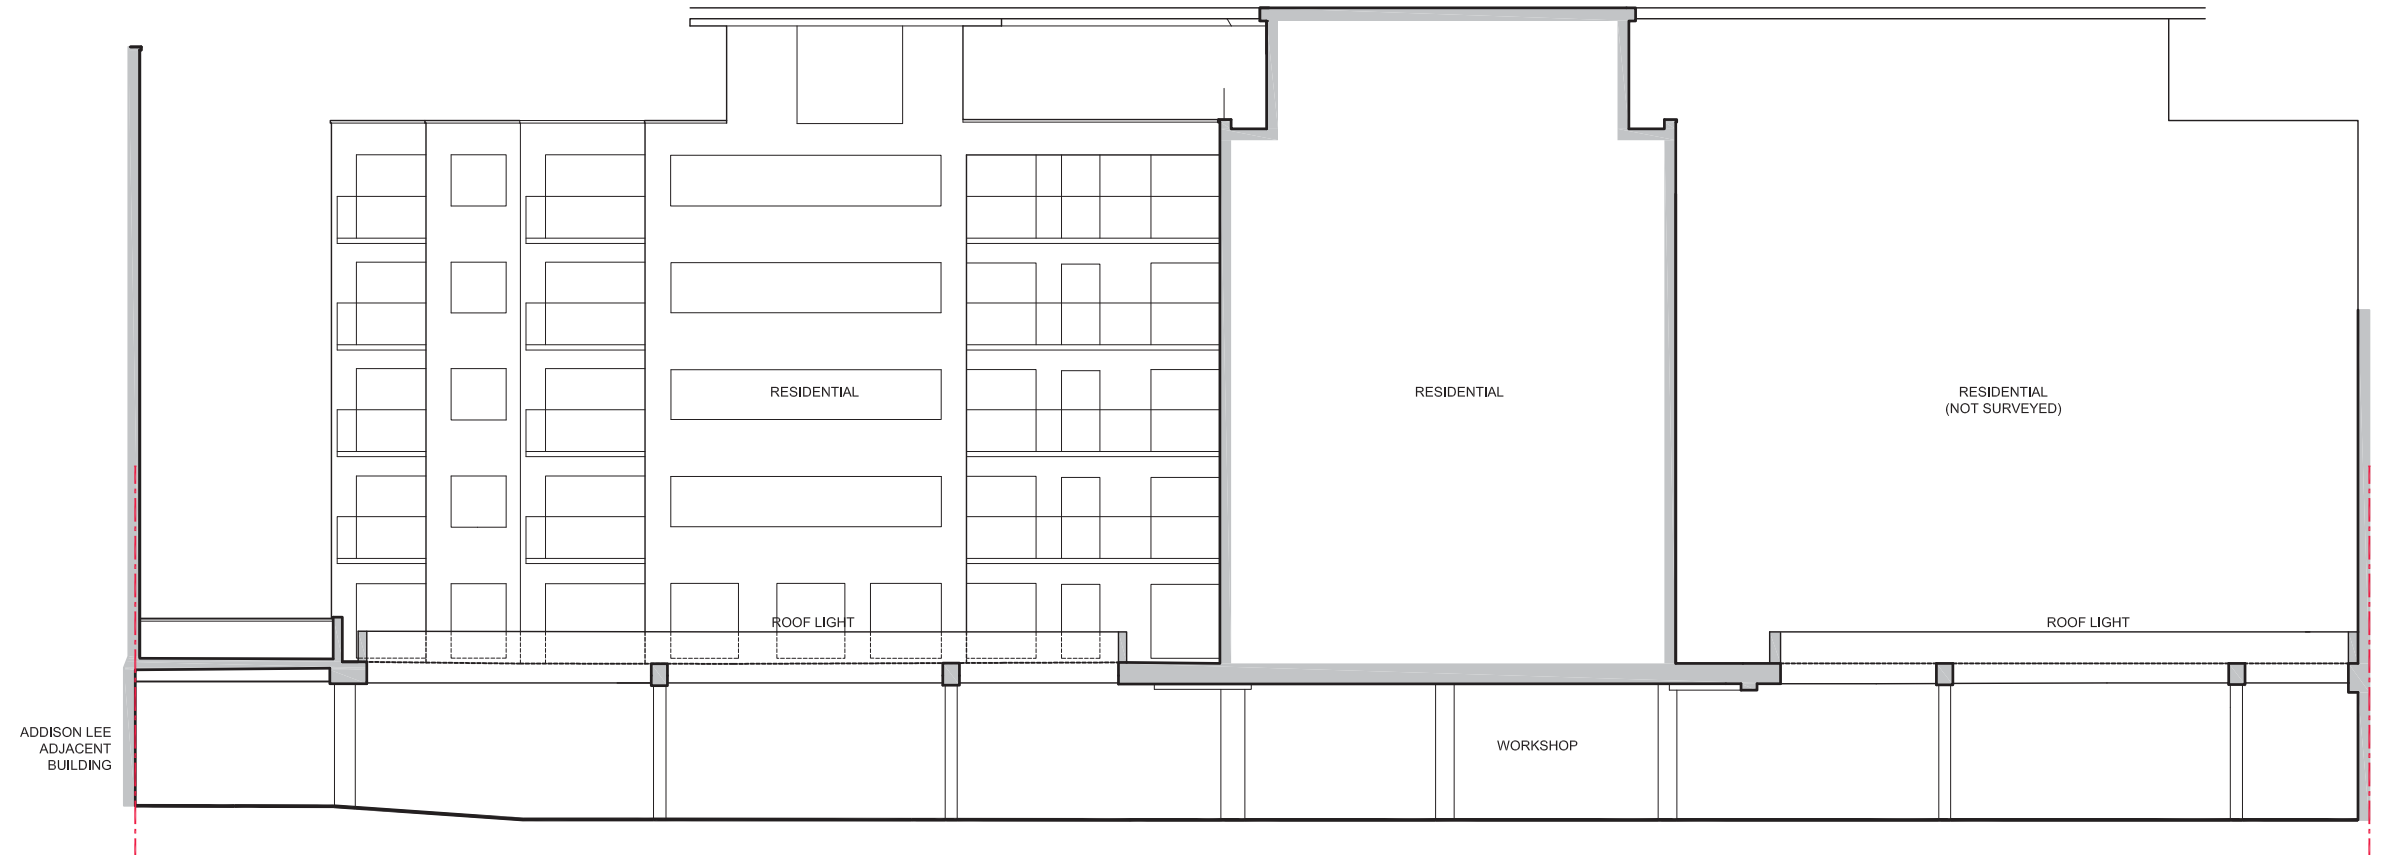 RESIDENTIAL
RESIDENTIAL
RESIDENTIAL
(NOT SURVEYED)
ROOF LIGHT
ROOF LIGHT
ADDISON LEE
ADJACENT
BUILDING
WORKSHOP